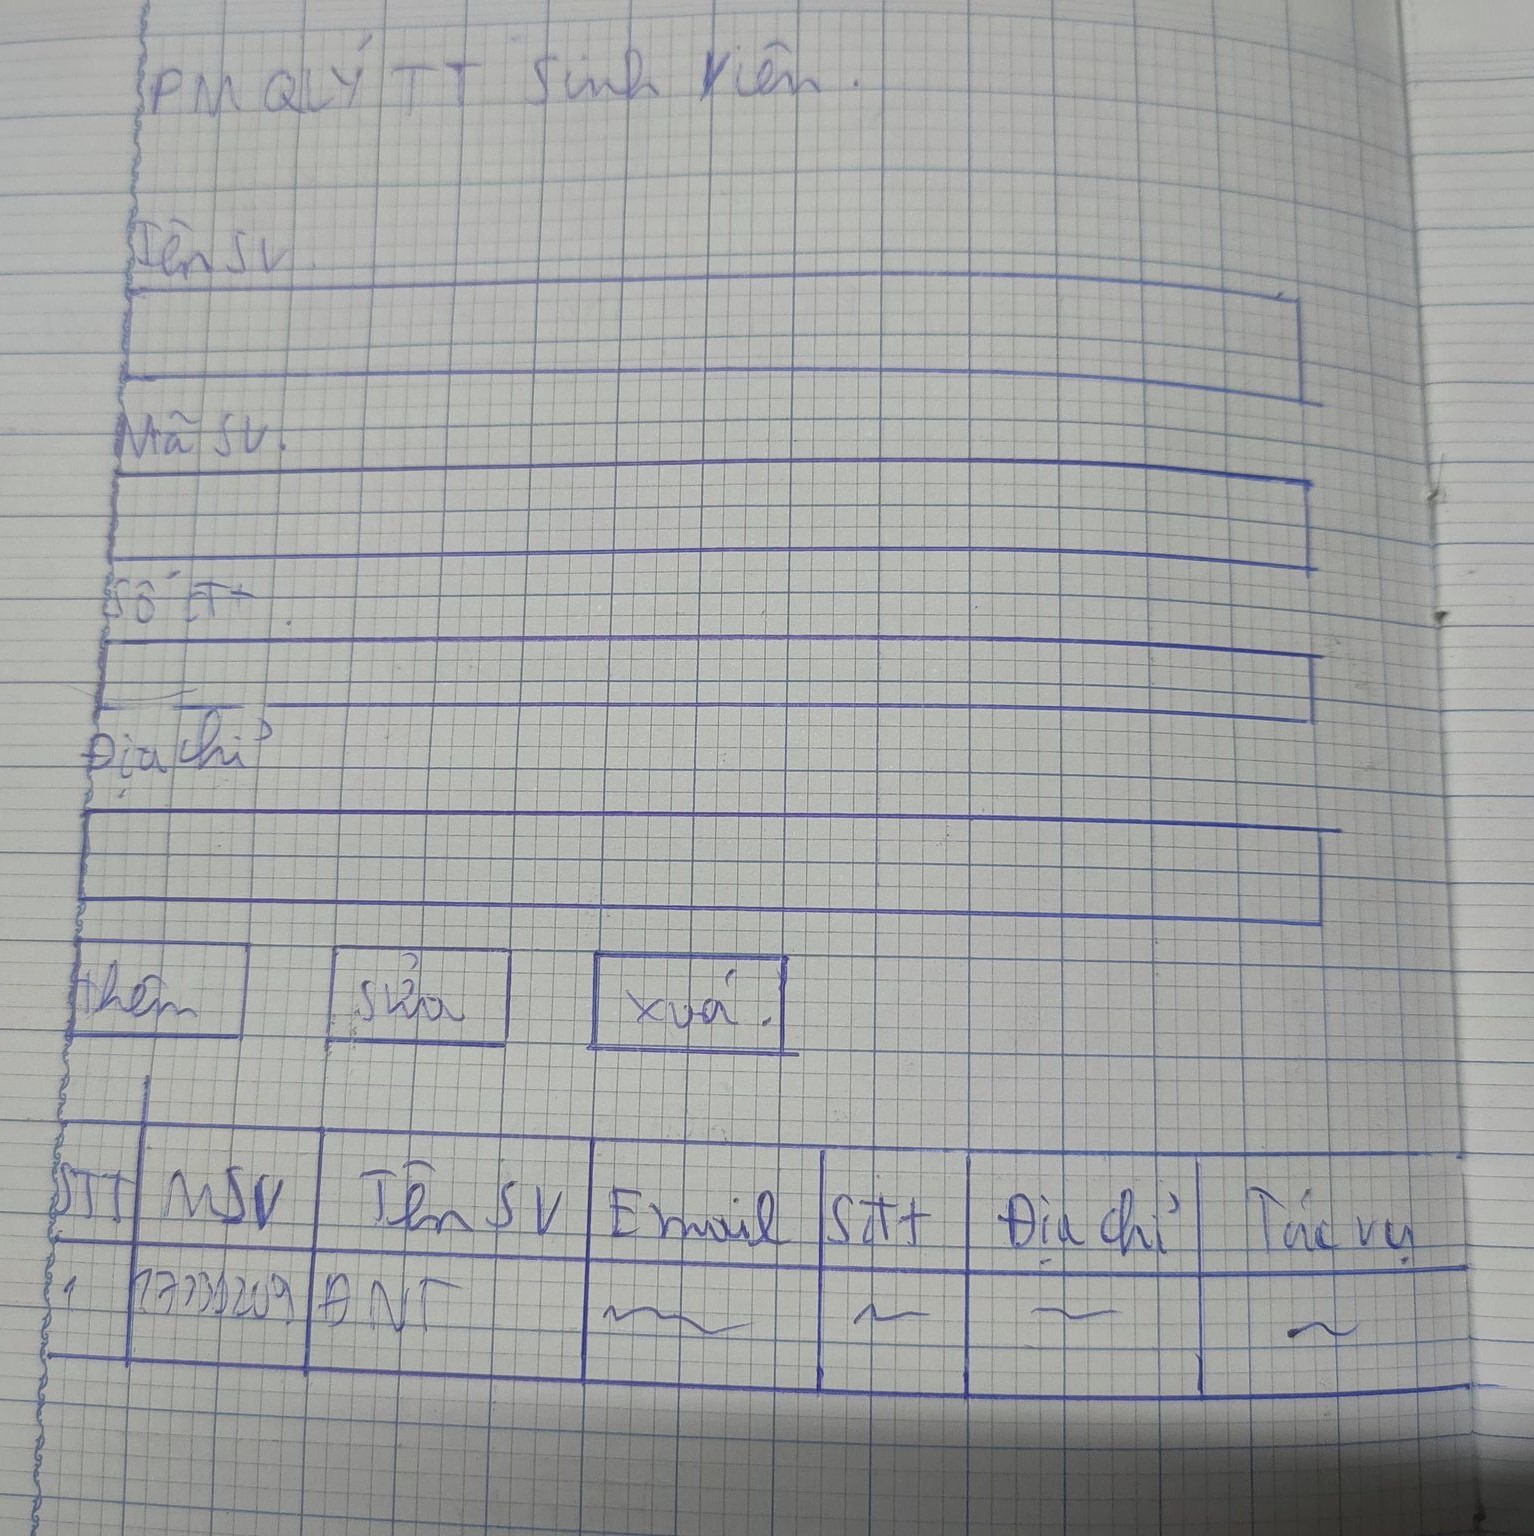 PM QLÝ TT Sinh Viên.
Tên SV.
Mã SV.
Số ĐT
Địa chỉ
thêm sửa xoá.
STT MSV Tên SV Email SĐT Địa chỉ Tác vụ
1 ĐNT